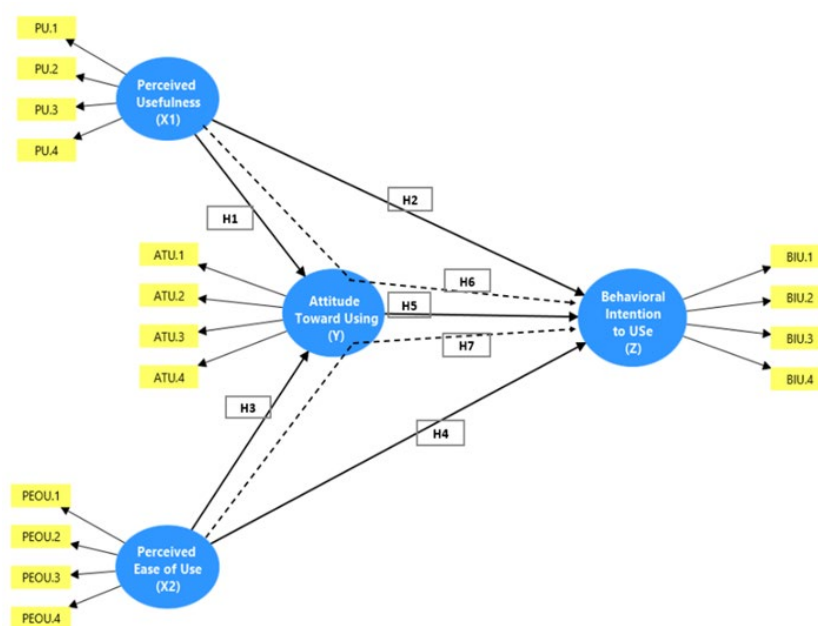 PU.1
PU.2
PU.3
PU.4
Perceived
Usefulness
(X1)
H1
H2
ATU.1
ATU.2
ATU.3
ATU.4
Attitude
Toward Using
(Y)
H6
H5
H7
Behavioral
Intention
to USe
(Z)
BIU.1
BIU.2
BIU.3
BIU.4
H3
H4
PEOU.1
PEOU.2
PEOU.3
PEOU.4
Perceived
Ease of Use
(X2)